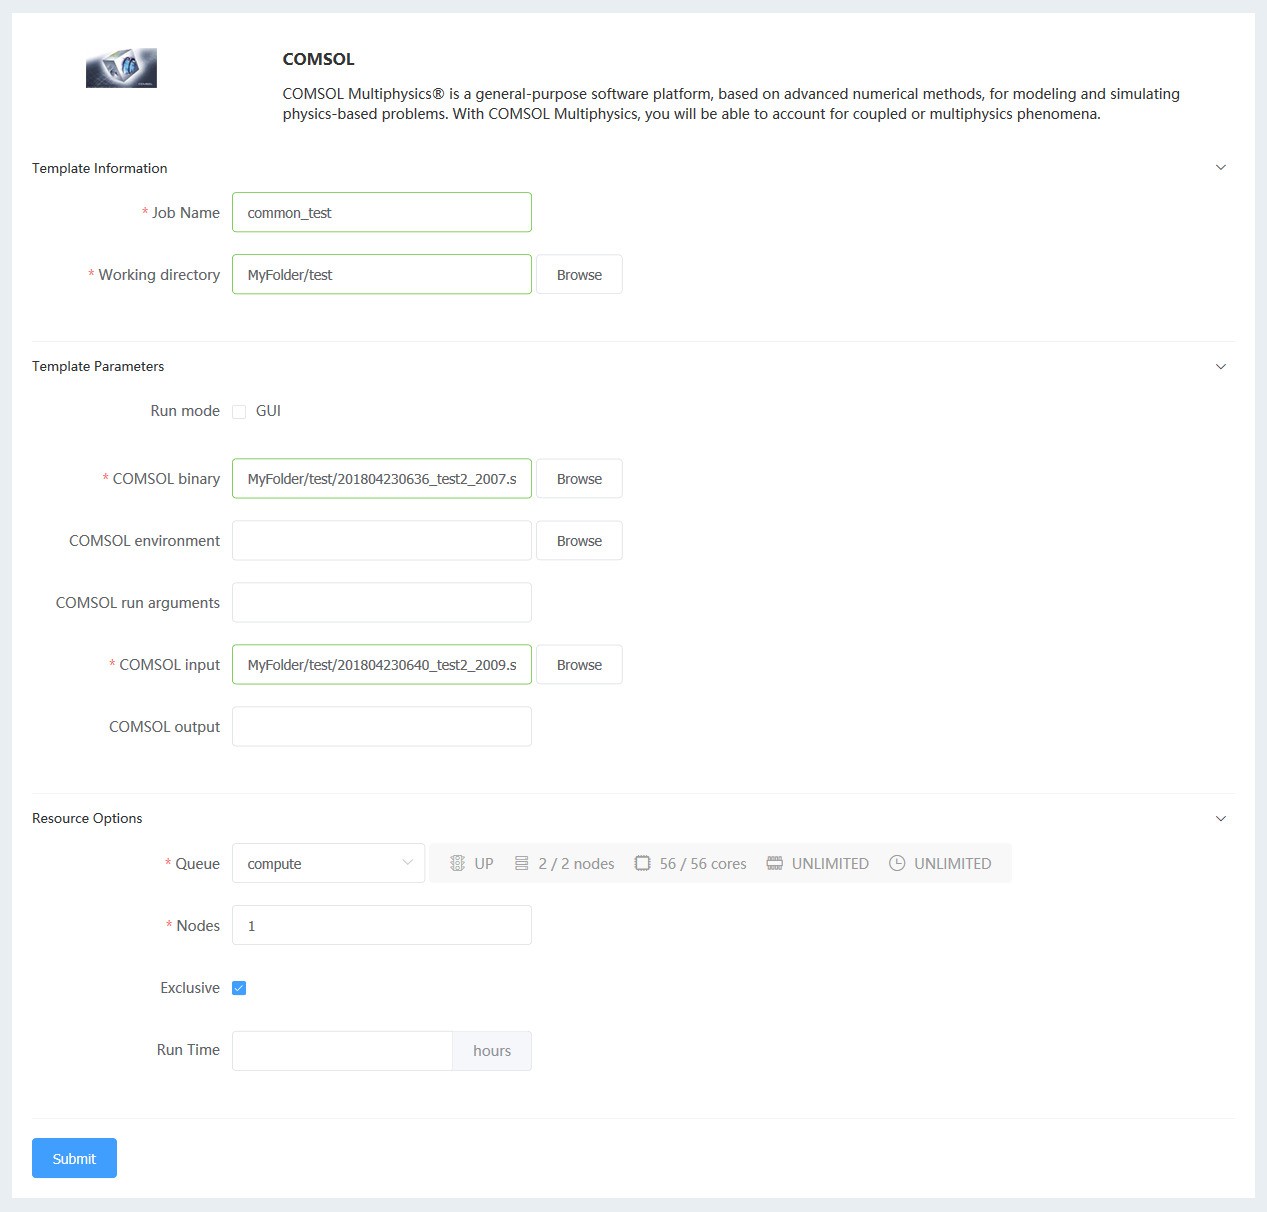 COMSOL
COMSOL Multiphysics® is a general-purpose software platform, based on advanced numerical methods, for modeling and simulating
physics-based problems. With COMSOL Multiphysics, you will be able to account for coupled or multiphysics phenomena.
Template Information
* Job Name common_test
* Working directory MyFolder/test Browse
Template Parameters
Run mode GUI
* COMSOL binary MyFolder/test/201804230636_test2_2007.s Browse
COMSOL environment Browse
COMSOL run arguments
* COMSOL input MyFolder/test/201804230640_test2_2009.s Browse
COMSOL output
Resource Options
* Queue compute UP 2 / 2 nodes 56 / 56 cores UNLIMITED UNLIMITED
* Nodes 1
Exclusive
Run Time hours
Submit